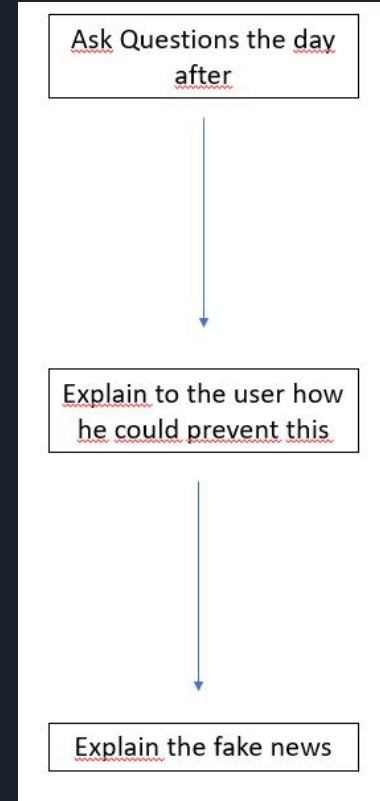 Ask Questions the day
after
Explain to the user how
he could prevent this
Explain the fake news